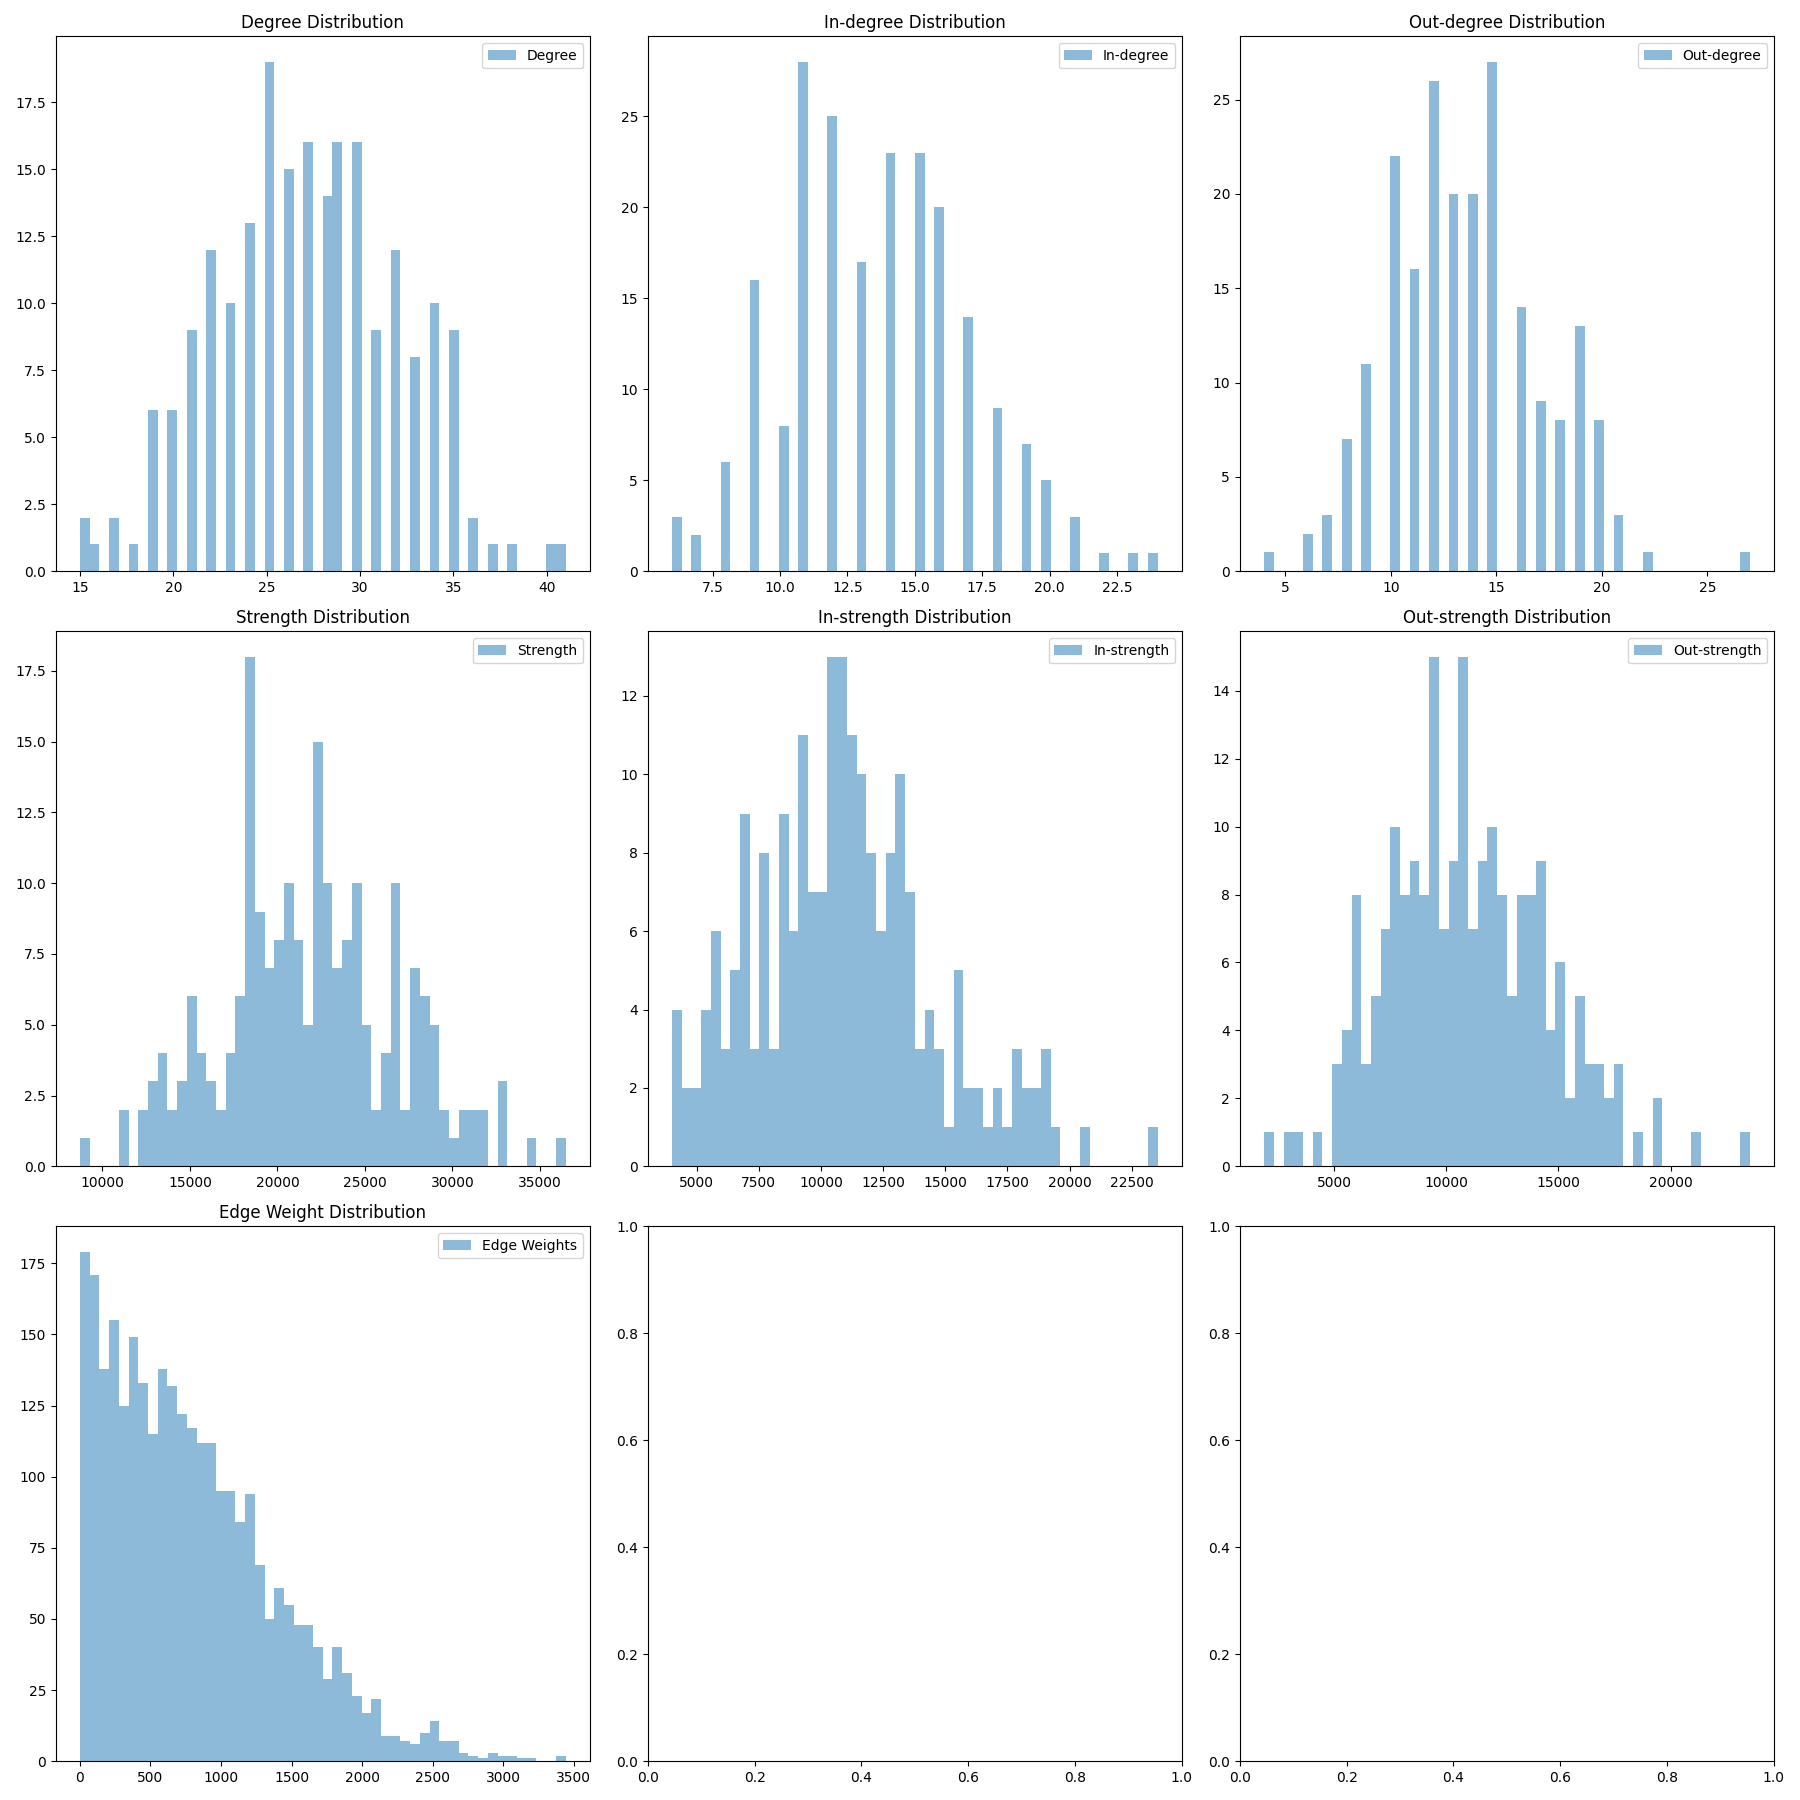 Degree Distribution
In-degree Distribution
Out-degree Distribution
Degree
In-degree
Out-degree
17.5
15.0
12.5
10.0
7.5
5.0
2.5
0.0
15 20 25 30 35 40
25
20
15
10
5
0
7.5 10.0 12.5 15.0 17.5 20.0 22.5
25
20
15
10
5
0
5 10 15 20 25
Strength Distribution
In-strength Distribution
Out-strength Distribution
Strength
In-strength
Out-strength
17.5
15.0
12.5
10.0
7.5
5.0
2.5
0.0
10000 15000 20000 25000 30000 35000
12
10
8
6
4
2
0
5000 7500 10000 12500 15000 17500 20000 22500
14
12
10
8
6
4
2
0
5000 10000 15000 20000
Edge Weight Distribution
Edge Weights
175
150
125
100
75
50
25
0
0 500 1000 1500 2000 2500 3000 3500
1.0
0.8
0.6
0.4
0.2
0.0
0.0 0.2 0.4 0.6 0.8 1.0
1.0
0.8
0.6
0.4
0.2
0.0
0.0 0.2 0.4 0.6 0.8 1.0